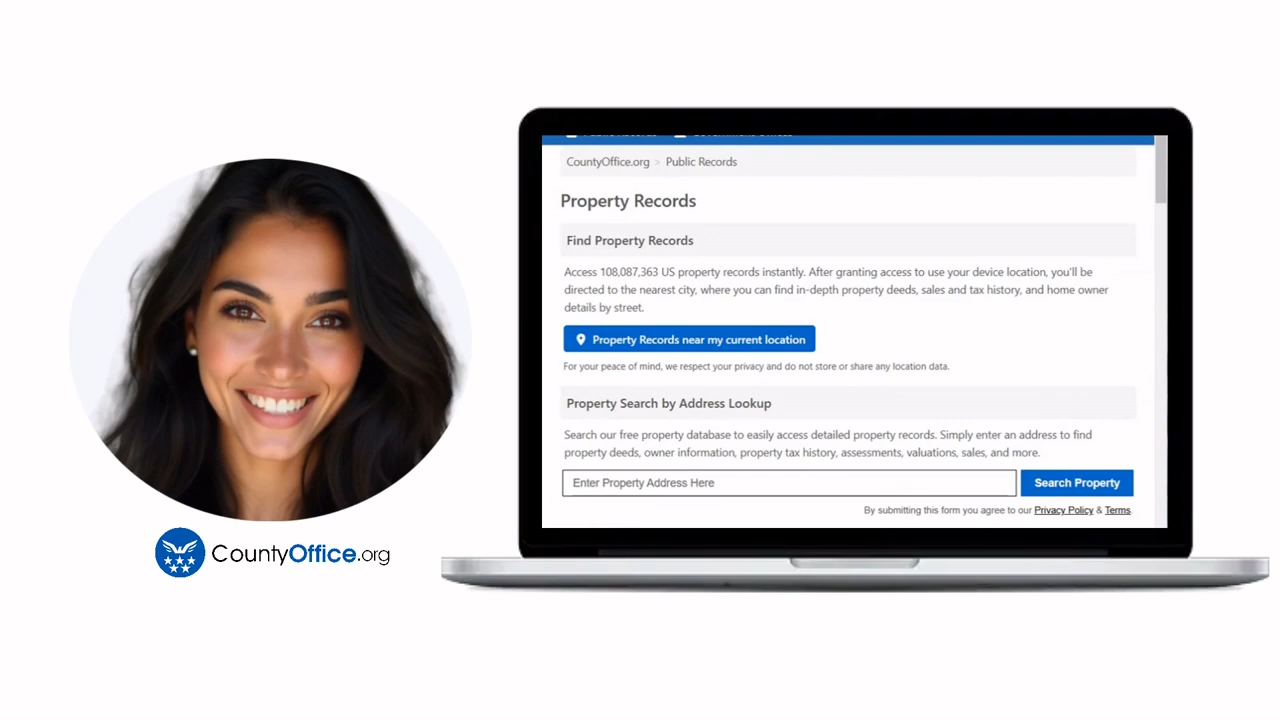 CountyOffice.org
CountyOffice.org > Public Records
Property Records
Find Property Records
Access 108,087,363 US property records instantly. After granting access to use your device location, you'll be
directed to the nearest city, where you can find in-depth property deeds, sales and tax history, and home owner
details by street.
Property Records near my current location
For your peace of mind, we respect your privacy and do not store or share any location data.
Property Search by Address Lookup
Search our free property database to easily access detailed property records. Simply enter an address to find
property deeds, owner information, property tax history, assessments, valuations, sales, and more.
Enter Property Address Here
Search Property
By submitting this form you agree to our Privacy Policy & Terms.